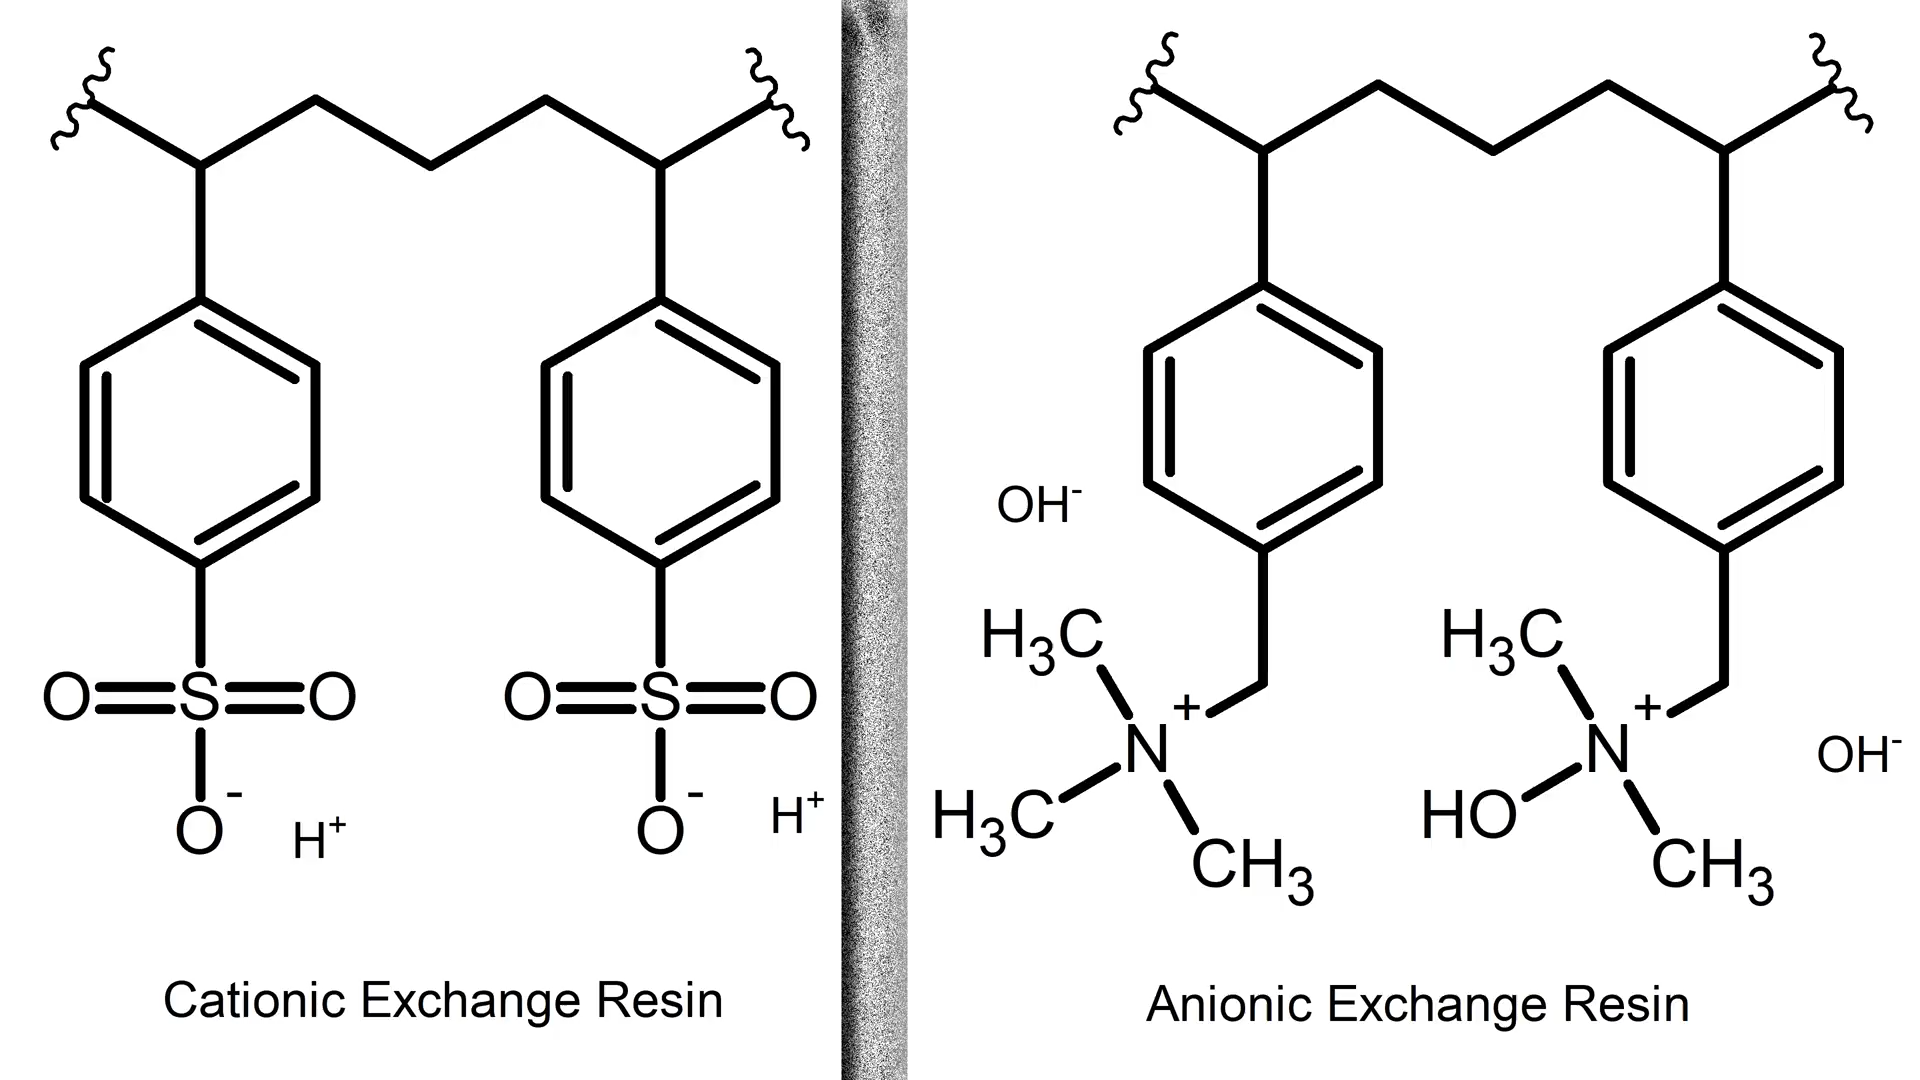 O S O
O⁻ H⁺
O S O
O⁻ H⁺
Cationic Exchange Resin
OH⁻
H₃C
N⁺
H₃C
CH₃
H₃C
N⁺
OH⁻
HO
CH₃
Anionic Exchange Resin